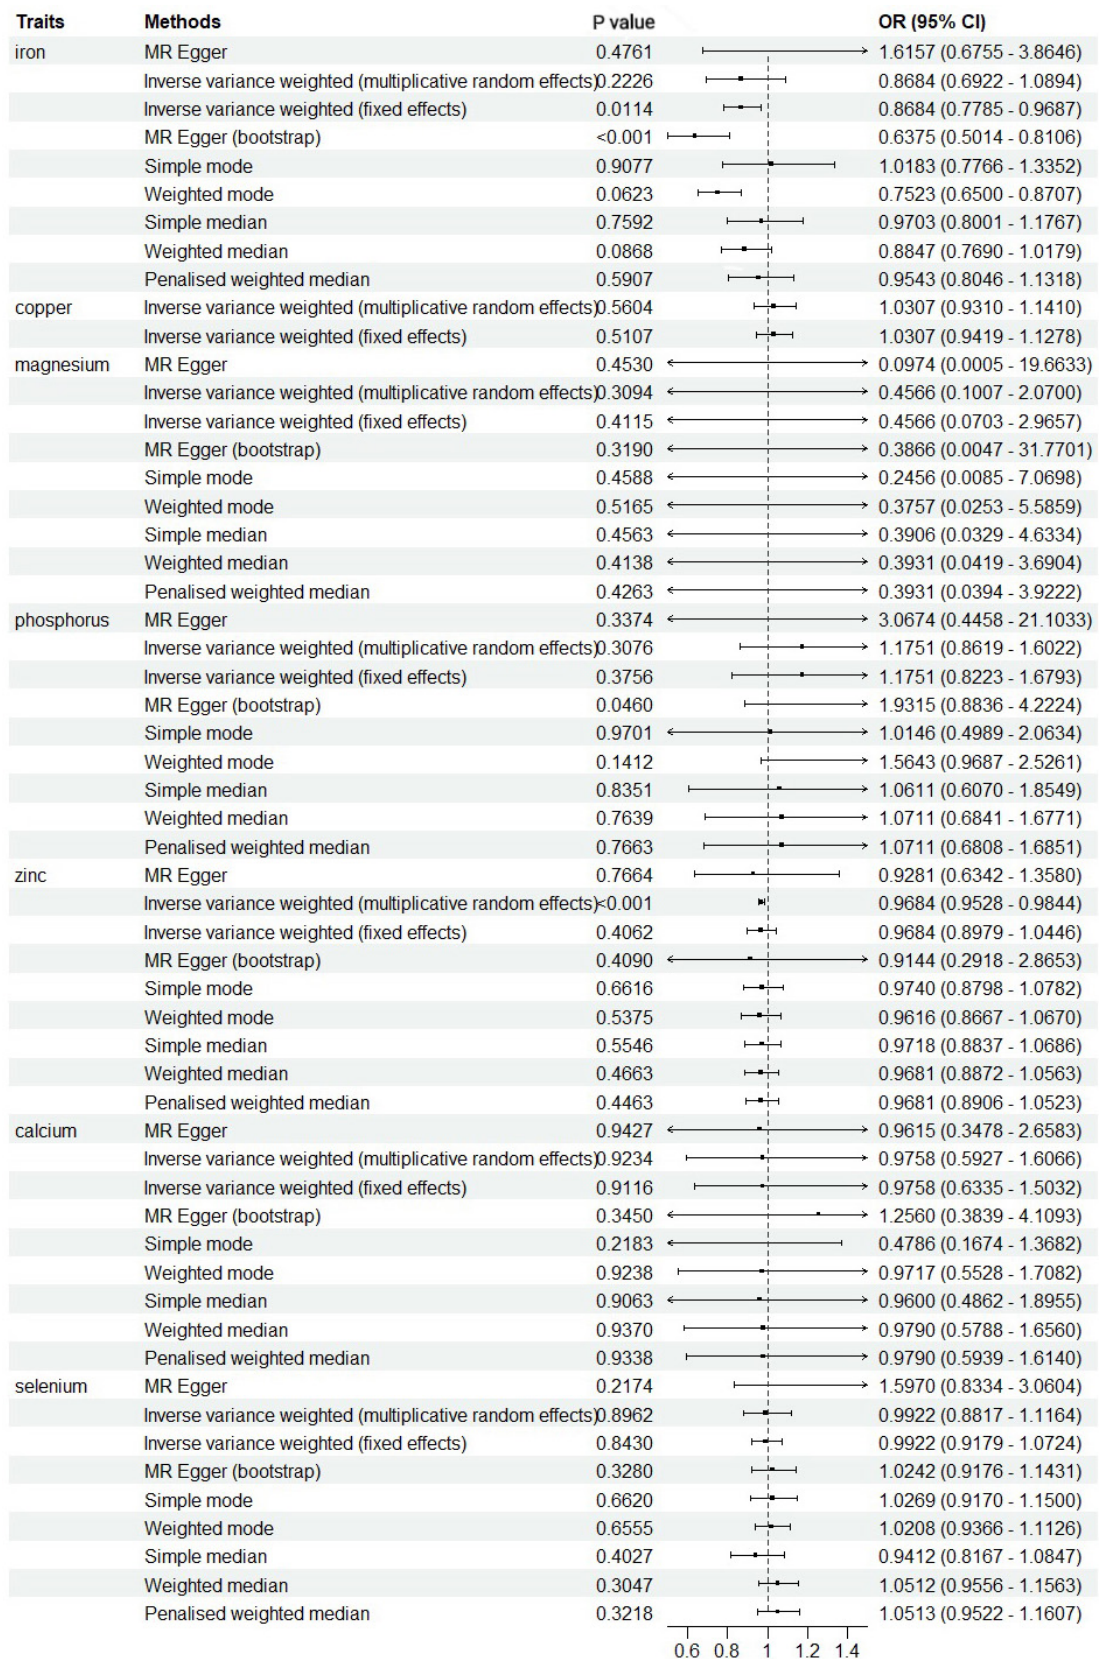 Traits Methods P value OR (95% CI)
iron MR Egger 0.4761 1.6157 (0.6755 - 3.8646)
Inverse variance weighted (multiplicative random effects) 0.2226 0.8684 (0.6922 - 1.0894)
Inverse variance weighted (fixed effects) 0.0114 0.8684 (0.7785 - 0.9687)
MR Egger (bootstrap) <0.001 0.6375 (0.5014 - 0.8106)
Simple mode 0.9077 1.0183 (0.7766 - 1.3352)
Weighted mode 0.0623 0.7523 (0.6500 - 0.8707)
Simple median 0.7592 0.9703 (0.8001 - 1.1767)
Weighted median 0.0868 0.8847 (0.7690 - 1.0179)
Penalised weighted median 0.5907 0.9543 (0.8046 - 1.1318)
copper Inverse variance weighted (multiplicative random effects) 0.5604 1.0307 (0.9310 - 1.1410)
Inverse variance weighted (fixed effects) 0.5107 1.0307 (0.9419 - 1.1278)
magnesium MR Egger 0.4530 0.0974 (0.0005 - 19.6633)
Inverse variance weighted (multiplicative random effects) 0.3094 0.4566 (0.1007 - 2.0700)
Inverse variance weighted (fixed effects) 0.4115 0.4566 (0.0703 - 2.9657)
MR Egger (bootstrap) 0.3190 0.3866 (0.0047 - 31.7701)
Simple mode 0.4588 0.2456 (0.0085 - 7.0698)
Weighted mode 0.5165 0.3757 (0.0253 - 5.5859)
Simple median 0.4563 0.3906 (0.0329 - 4.6334)
Weighted median 0.4138 0.3931 (0.0419 - 3.6904)
Penalised weighted median 0.4263 0.3931 (0.0394 - 3.9222)
phosphorus MR Egger 0.3374 3.0674 (0.4458 - 21.1033)
Inverse variance weighted (multiplicative random effects) 0.3076 1.1751 (0.8619 - 1.6022)
Inverse variance weighted (fixed effects) 0.3756 1.1751 (0.8223 - 1.6793)
MR Egger (bootstrap) 0.0460 1.9315 (0.8836 - 4.2224)
Simple mode 0.9701 1.0146 (0.4989 - 2.0634)
Weighted mode 0.1412 1.5643 (0.9687 - 2.5261)
Simple median 0.8351 1.0611 (0.6070 - 1.8549)
Weighted median 0.7639 1.0711 (0.6841 - 1.6771)
Penalised weighted median 0.7663 1.0711 (0.6808 - 1.6851)
zinc MR Egger 0.7664 0.9281 (0.6342 - 1.3580)
Inverse variance weighted (multiplicative random effects) <0.001 0.9684 (0.9528 - 0.9844)
Inverse variance weighted (fixed effects) 0.4062 0.9684 (0.8979 - 1.0446)
MR Egger (bootstrap) 0.4090 0.9144 (0.2918 - 2.8653)
Simple mode 0.6616 0.9740 (0.8798 - 1.0782)
Weighted mode 0.5375 0.9616 (0.8667 - 1.0670)
Simple median 0.5546 0.9718 (0.8837 - 1.0686)
Weighted median 0.4663 0.9681 (0.8872 - 1.0563)
Penalised weighted median 0.4463 0.9681 (0.8906 - 1.0523)
calcium MR Egger 0.9427 0.9615 (0.3478 - 2.6583)
Inverse variance weighted (multiplicative random effects) 0.9234 0.9758 (0.5927 - 1.6066)
Inverse variance weighted (fixed effects) 0.9116 0.9758 (0.6335 - 1.5032)
MR Egger (bootstrap) 0.3450 1.2560 (0.3839 - 4.1093)
Simple mode 0.2183 0.4786 (0.1674 - 1.3682)
Weighted mode 0.9238 0.9717 (0.5528 - 1.7082)
Simple median 0.9063 0.9600 (0.4862 - 1.8955)
Weighted median 0.9370 0.9790 (0.5788 - 1.6560)
Penalised weighted median 0.9338 0.9790 (0.5939 - 1.6140)
selenium MR Egger 0.2174 1.5970 (0.8334 - 3.0604)
Inverse variance weighted (multiplicative random effects) 0.8962 0.9922 (0.8817 - 1.1164)
Inverse variance weighted (fixed effects) 0.8430 0.9922 (0.9179 - 1.0724)
MR Egger (bootstrap) 0.3280 1.0242 (0.9176 - 1.1431)
Simple mode 0.6620 1.0269 (0.9170 - 1.1500)
Weighted mode 0.6555 1.0208 (0.9366 - 1.1126)
Simple median 0.4027 0.9412 (0.8167 - 1.0847)
Weighted median 0.3047 1.0512 (0.9556 - 1.1563)
Penalised weighted median 0.3218 1.0513 (0.9522 - 1.1607)
0.6 0.8 1 1.2 1.4